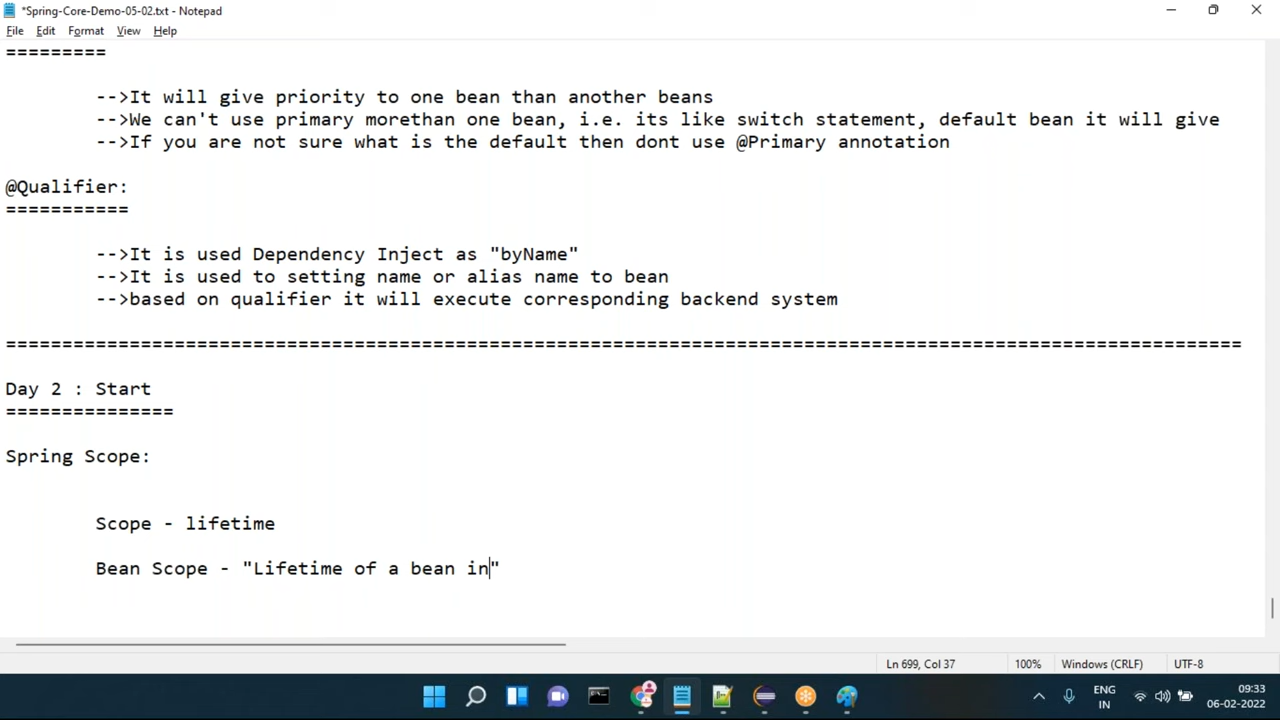 *Spring-Core-Demo-05-02.txt - Notepad
File Edit Format View Help
=========
-->It will give priority to one bean than another beans
-->We can't use primary morethan one bean, i.e. its like switch statement, default bean it will give
-->If you are not sure what is the default then dont use @Primary annotation
@Qualifier:
===========
-->It is used Dependency Inject as "byName"
-->It is used to setting name or alias name to bean
-->based on qualifier it will execute corresponding backend system
==============================================================================================================
Day 2 : Start
===============
Spring Scope:
Scope - lifetime
Bean Scope - "Lifetime of a bean in"
Ln 699, Col 37 100% Windows (CRLF) UTF-8
ENG 09:33
IN 06-02-2022